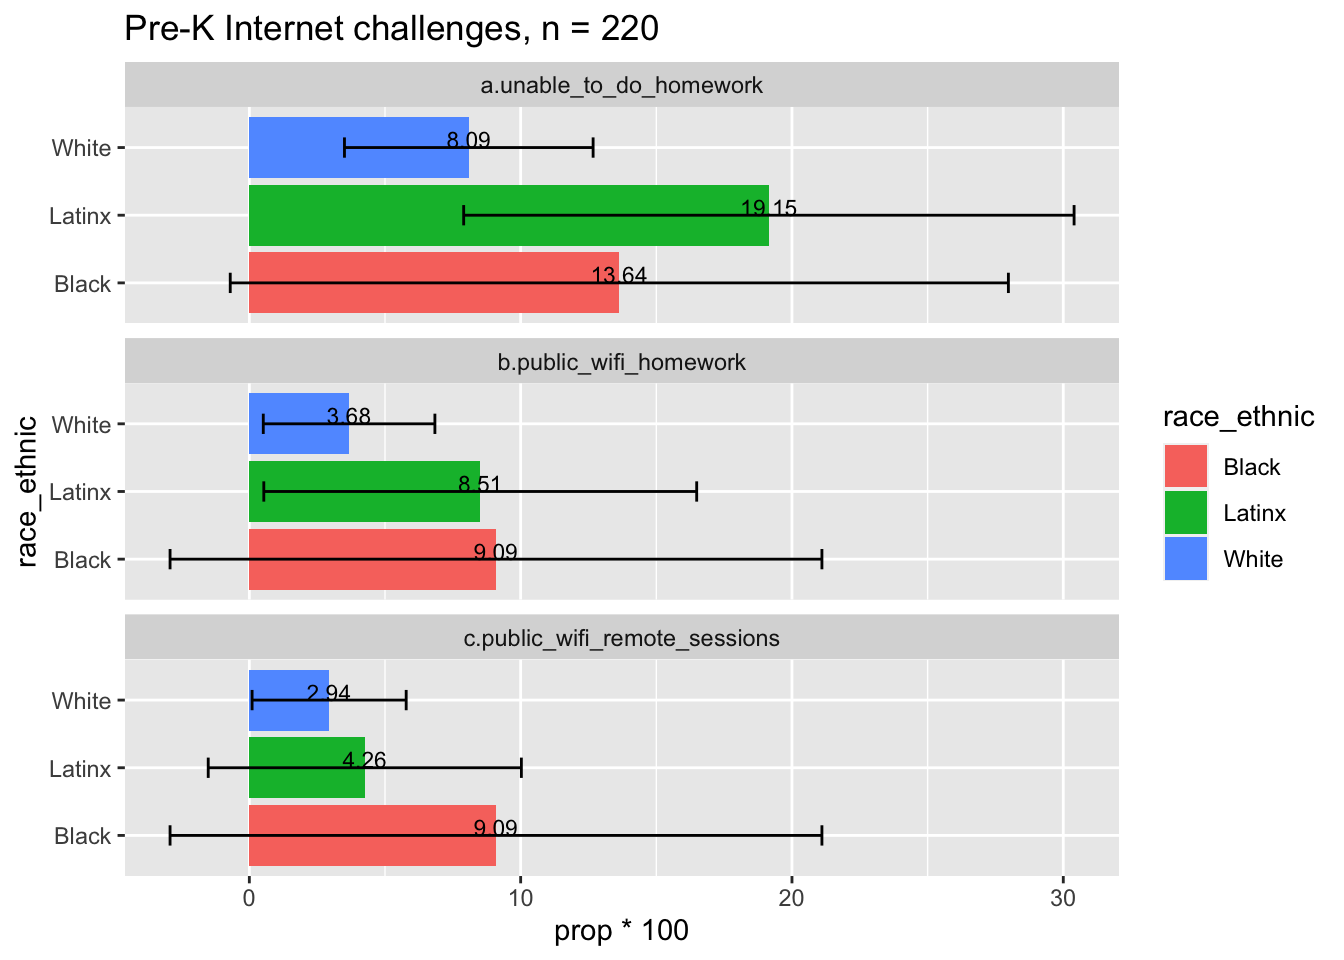 Pre-K Internet challenges, n = 220
a.unable_to_do_homework
White
8.09
Latinx
19.15
Black
13.64
b.public_wifi_homework
White
3.68
Latinx
8.51
Black
9.09
c.public_wifi_remote_sessions
White
2.94
Latinx
4.26
Black
9.09
0 10 20 30
prop * 100
race_ethnic
race_ethnic
Black
Latinx
White